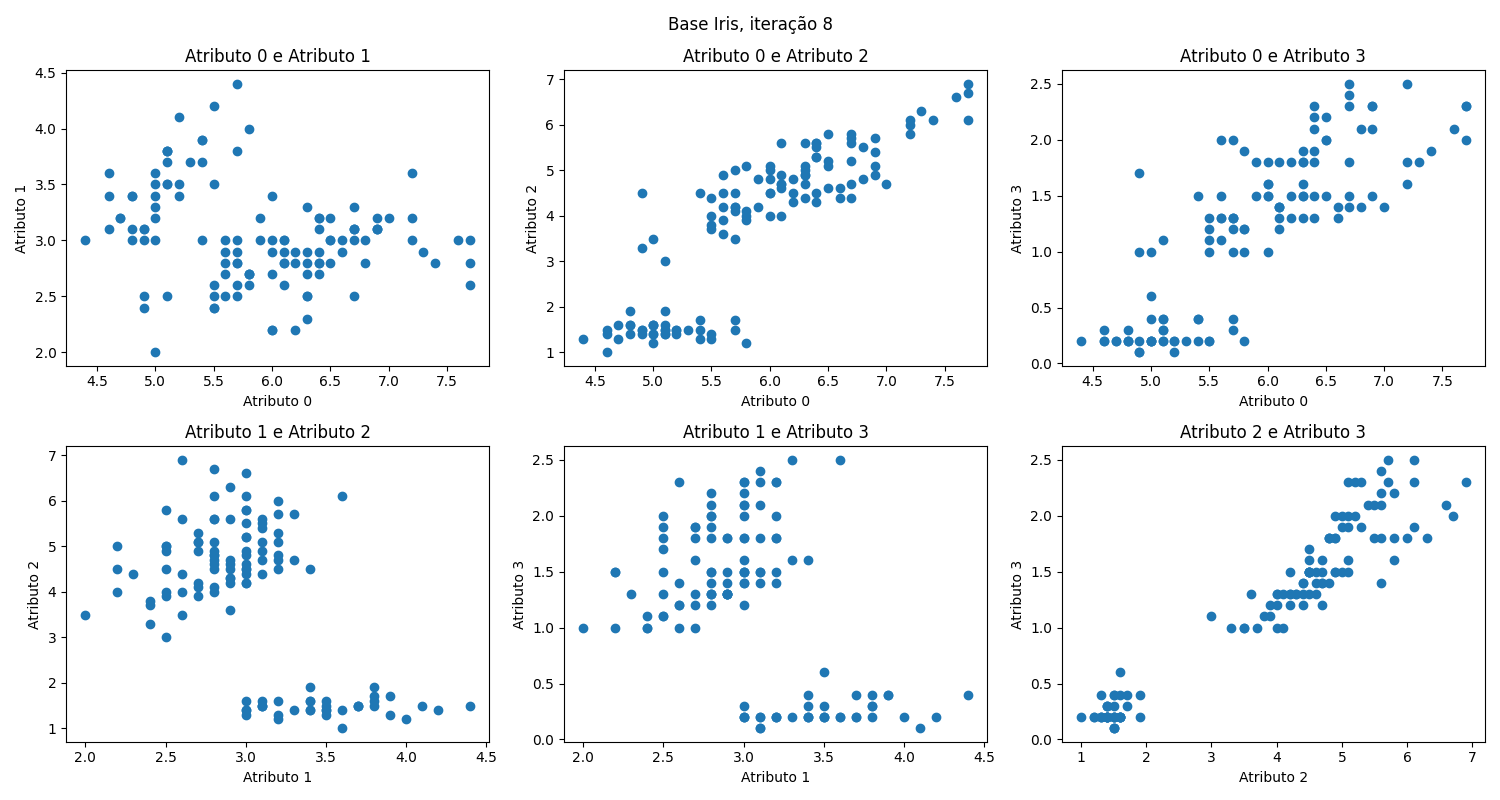 Base Iris, iteração 8
Atributo 0 e Atributo 1
4.5
4.0
3.5
3.0
2.5
2.0
Atributo 1
4.5 5.0 5.5 6.0 6.5 7.0 7.5
Atributo 0
Atributo 0 e Atributo 2
7
6
5
4
3
2
1
Atributo 2
4.5 5.0 5.5 6.0 6.5 7.0 7.5
Atributo 0
Atributo 0 e Atributo 3
2.5
2.0
1.5
1.0
0.5
0.0
Atributo 3
4.5 5.0 5.5 6.0 6.5 7.0 7.5
Atributo 0
Atributo 1 e Atributo 2
7
6
5
4
3
2
1
Atributo 2
2.0 2.5 3.0 3.5 4.0 4.5
Atributo 1
Atributo 1 e Atributo 3
2.5
2.0
1.5
1.0
0.5
0.0
Atributo 3
2.0 2.5 3.0 3.5 4.0 4.5
Atributo 1
Atributo 2 e Atributo 3
2.5
2.0
1.5
1.0
0.5
0.0
Atributo 3
1 2 3 4 5 6 7
Atributo 2